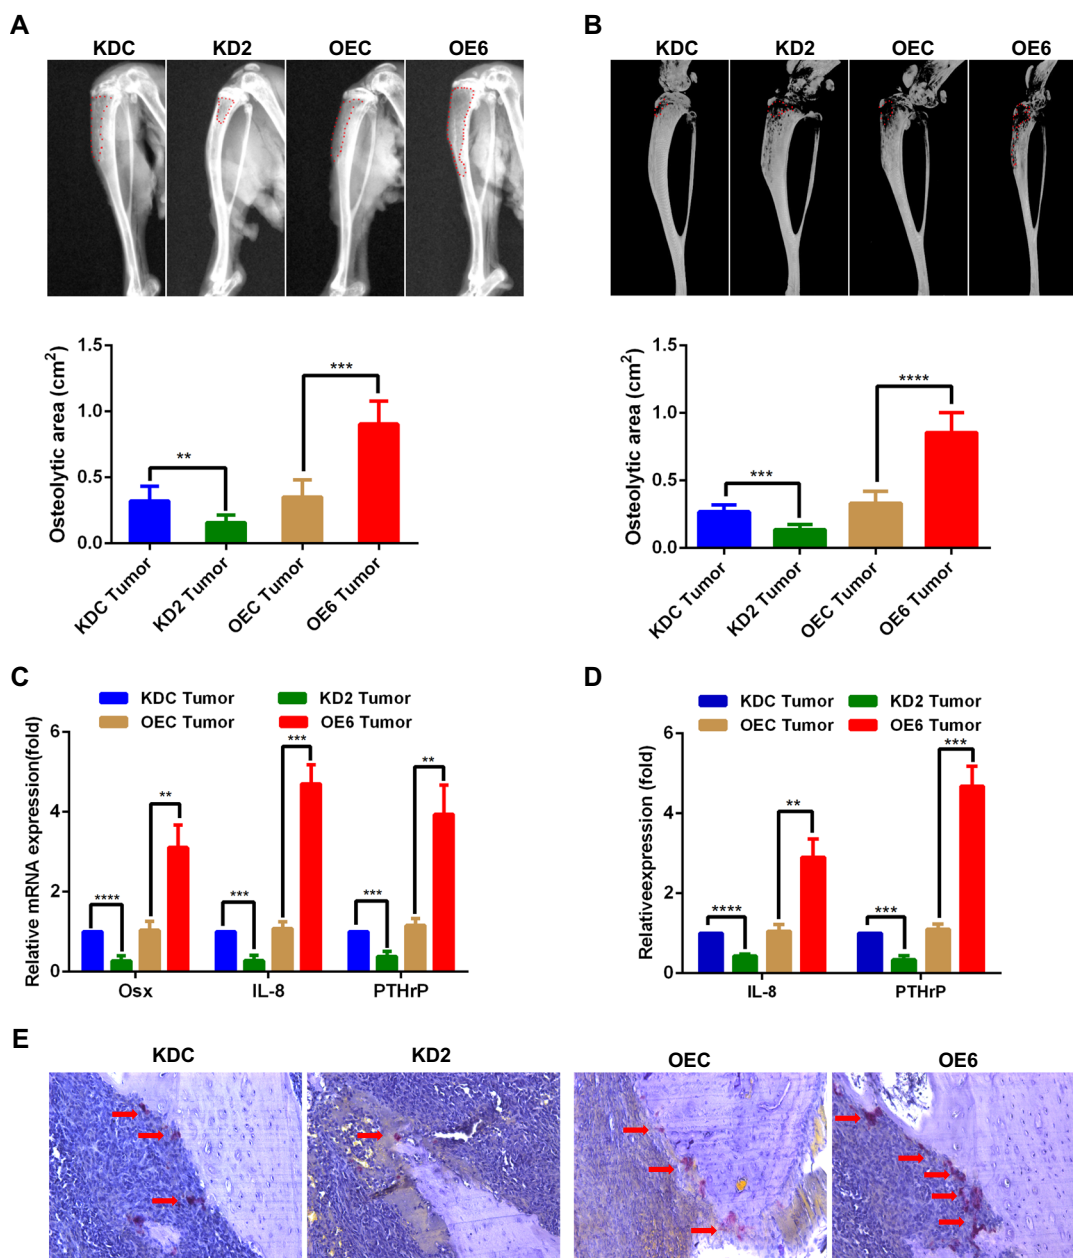 A
KDC KD2 OEC OE6
Osteolytic area (cm²)
1.5
1.0
0.5
0.0
**
***
KDC Tumor
KD2 Tumor
OEC Tumor
OE6 Tumor
B
KDC KD2 OEC OE6
Osteolytic area (cm²)
1.5
1.0
0.5
0.0
***
****
KDC Tumor
KD2 Tumor
OEC Tumor
OE6 Tumor
C
KDC Tumor KD2 Tumor
OEC Tumor OE6 Tumor
Relative mRNA expression(fold)
6
4
2
0
****
**
***
***
***
**
Osx IL-8 PTHrP
D
KDC Tumor KD2 Tumor
OEC Tumor OE6 Tumor
Relativeexpression (fold)
6
4
2
0
****
**
***
***
IL-8 PTHrP
E
KDC KD2 OEC OE6